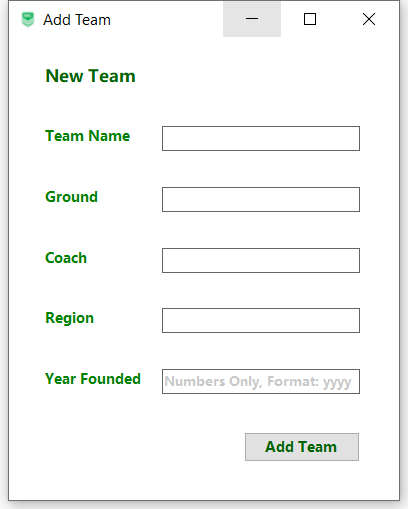 Add Team
New Team
Team Name
Ground
Coach
Region
Year Founded Numbers Only, Format: yyyy
Add Team